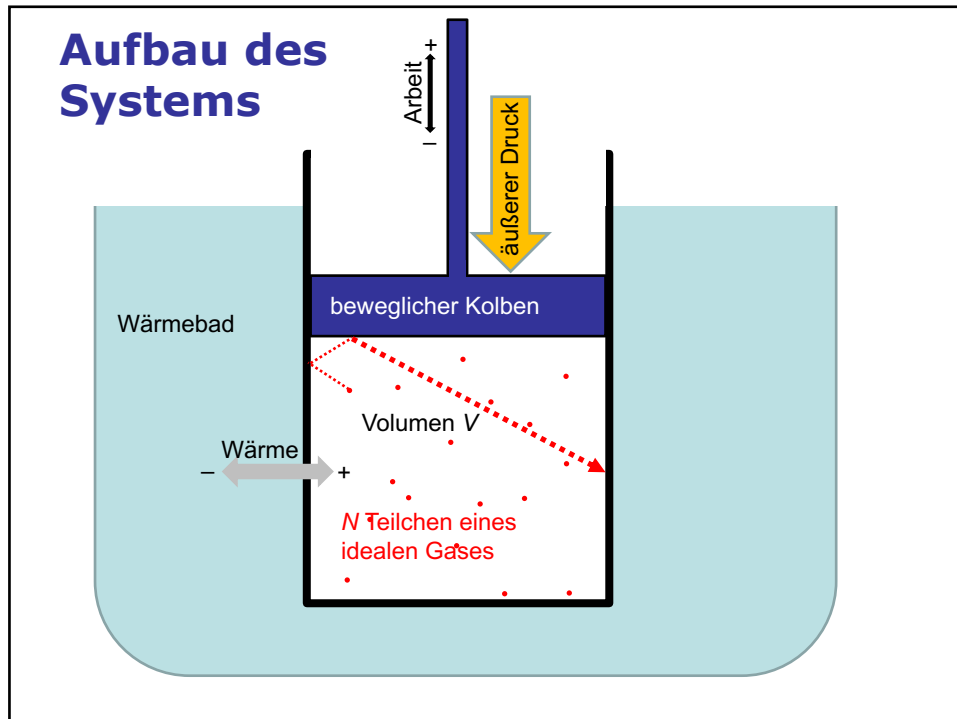 Aufbau des
Systems
+
Arbeit
–
äußerer Druck
beweglicher Kolben
Wärmebad
Volumen V
Wärme
– +
N Teilchen eines
idealen Gases